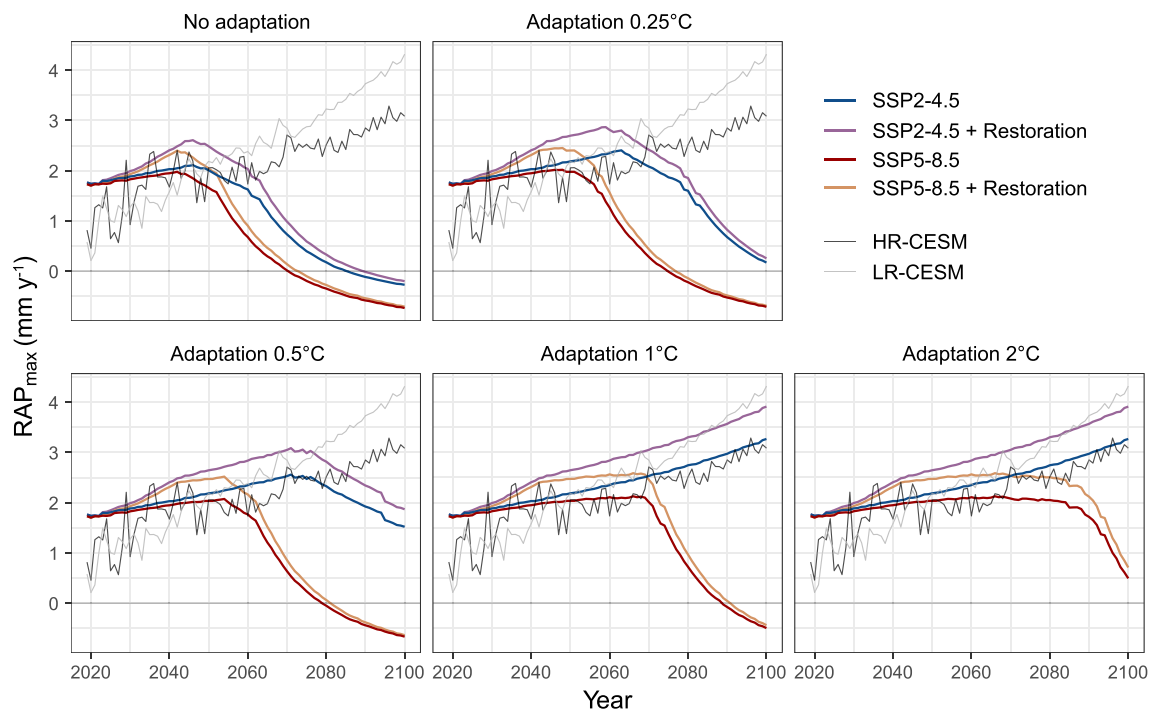 No adaptation
Adaptation 0.25°C
4
3
2
1
0
SSP2-4.5
SSP2-4.5 + Restoration
SSP5-8.5
SSP5-8.5 + Restoration
HR-CESM
LR-CESM
RAPmax (mm y-1)
Adaptation 0.5°C
Adaptation 1°C
Adaptation 2°C
4
3
2
1
0
2020 2040 2060 2080 2100
2020 2040 2060 2080 2100
2020 2040 2060 2080 2100
Year